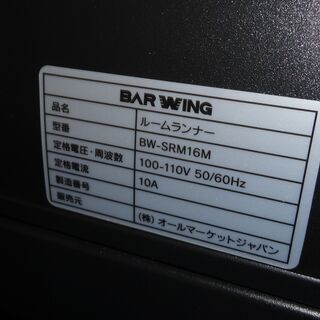 BARWING
品名 ルームランナー
型番 BW-SRM16M
定格電圧・周波数 100-110V 50/60Hz
定格電流 10A
製造番号
販売元 (株) オールマーケットジャパン